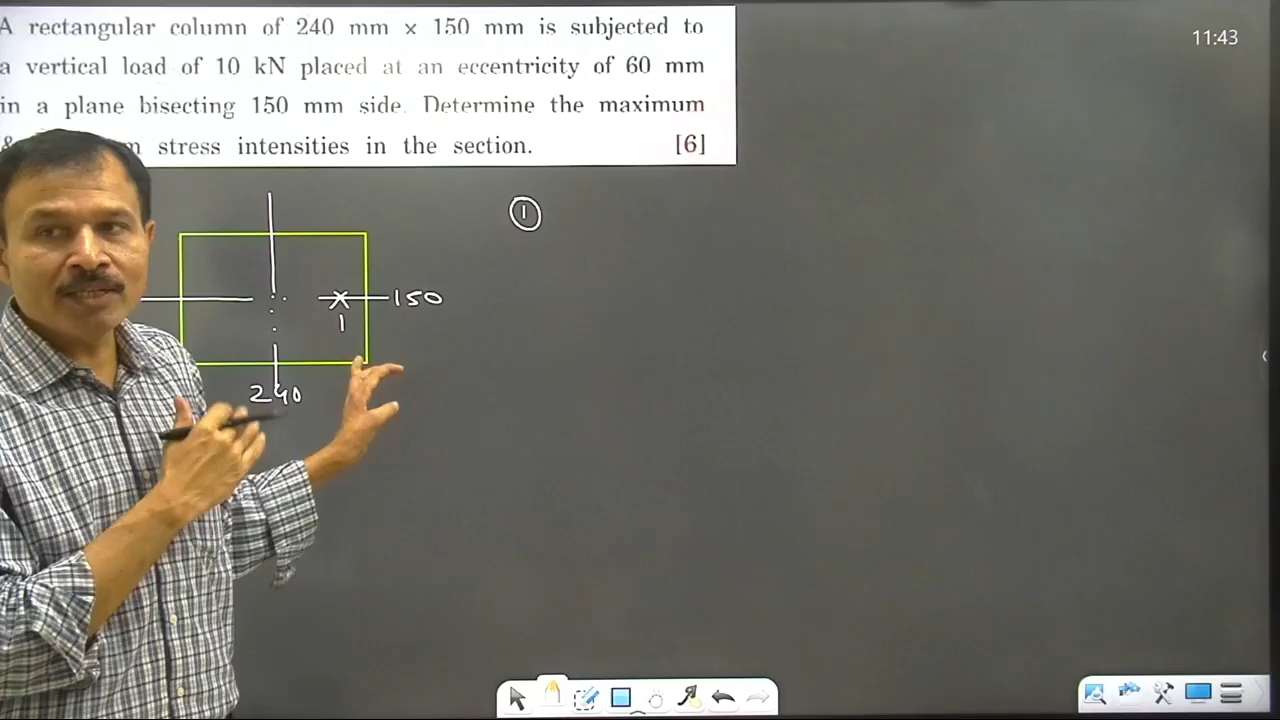 A rectangular column of 240 mm × 150 mm is subjected to
a vertical load of 10 kN placed at an eccentricity of 60 mm
in a plane bisecting 150 mm side. Determine the maximum
& stress intensities in the section. [6]
11:43
1
150
1
240